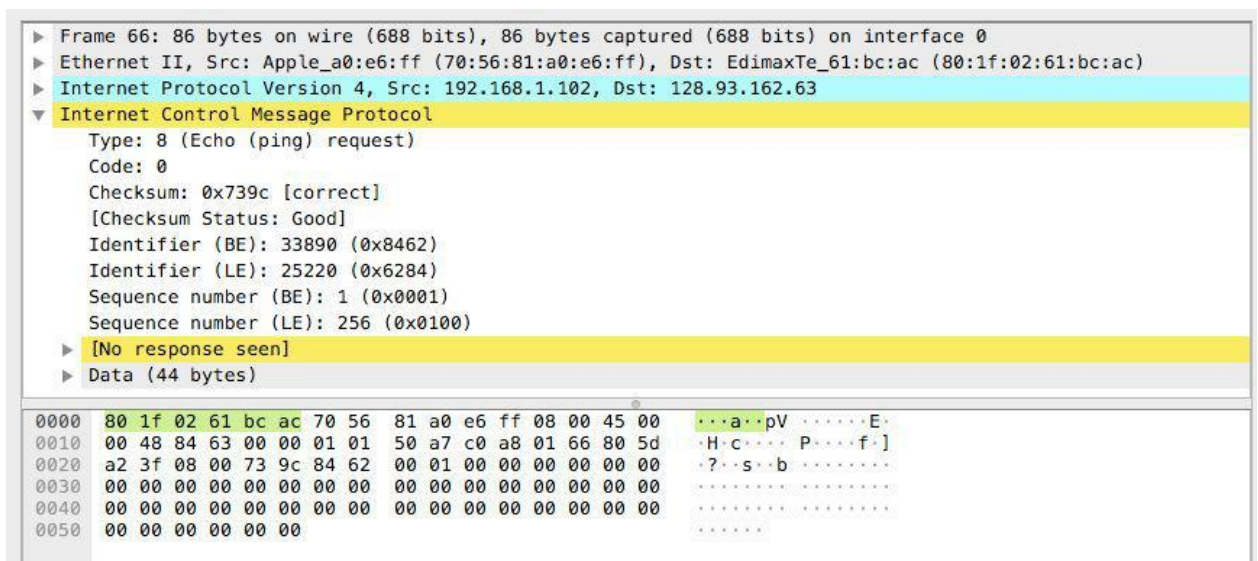 Frame 66: 86 bytes on wire (688 bits), 86 bytes captured (688 bits) on interface 0
Ethernet II, Src: Apple_a0:e6:ff (70:56:81:a0:e6:ff), Dst: EdimaxTe_61:bc:ac (80:1f:02:61:bc:ac)
Internet Protocol Version 4, Src: 192.168.1.102, Dst: 128.93.162.63
Internet Control Message Protocol
Type: 8 (Echo (ping) request)
Code: 0
Checksum: 0x739c [correct]
[Checksum Status: Good]
Identifier (BE): 33890 (0x8462)
Identifier (LE): 25220 (0x6284)
Sequence number (BE): 1 (0x0001)
Sequence number (LE): 256 (0x0100)
[No response seen]
Data (44 bytes)
0000 80 1f 02 61 bc ac 70 56 81 a0 e6 ff 08 00 45 00 ···a··pV ······E·
0010 00 48 84 63 00 00 01 01 50 a7 c0 a8 01 66 80 5d ·H·c···· P····f·]
0020 a2 3f 08 00 73 9c 84 62 00 01 00 00 00 00 00 00 ·?··s··b ········
0030 00 00 00 00 00 00 00 00 00 00 00 00 00 00 00 00 ········ ········
0040 00 00 00 00 00 00 00 00 00 00 00 00 00 00 00 00 ········ ········
0050 00 00 00 00 00 00 ······